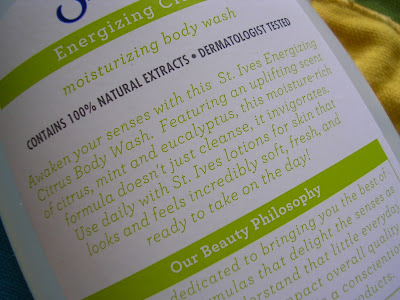 Energizing Ci
moisturizing body wash
CONTAINS 100% NATURAL EXTRACTS • DERMATOLOGIST TESTED
Awaken your senses with this St. Ives Energizing
Citrus Body Wash. Featuring an uplifting scent
of citrus, mint and eucalyptus, this moisture-rich
formula doesn't just cleanse, it invigorates.
Use daily with St. Ives lotions for skin that
looks and feels incredibly soft, fresh, and
ready to take on the day!
Our Beauty Philosophy
dedicated to bringing you the best of
formulas that delight the senses as
understand that little everyday
impact overall quality